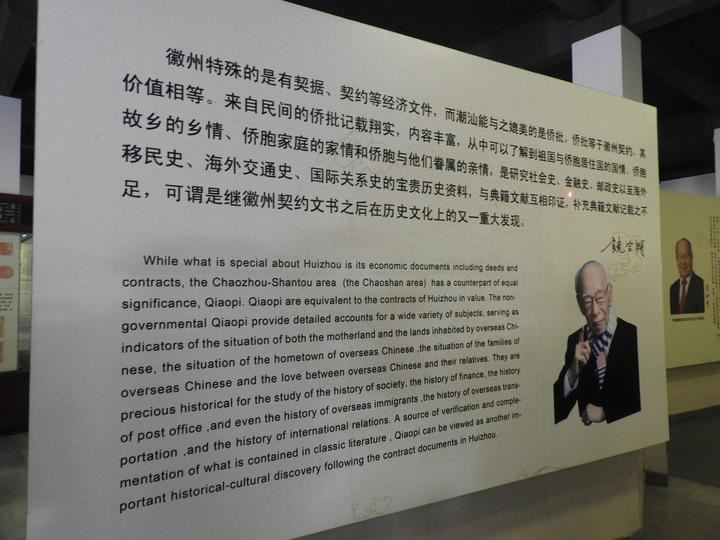 徽州特殊的是有契据、契约等经济文件，而潮汕能与之媲美的是侨批，侨批等于徽州契约，其
价值相等。来自民间的侨批记载翔实，内容丰富，从中可以了解到祖国与侨胞居住国的国情、侨胞
故乡的乡情、侨胞家庭的家情和侨胞与他们眷属的亲情，是研究社会史、金融史、邮政史以至海外
移民史、海外交通史、国际关系史的宝贵历史资料，与典籍文献互相印证，补充典籍文献记载之不
足，可谓是继徽州契约文书之后在历史文化上的又一重大发现。
饶宗颐
While what is special about Huizhou is its economic documents including deeds and
contracts, the Chaozhou-Shantou area (the Chaoshan area) has a counterpart of equal
significance, Qiaopi. Qiaopi are equivalent to the contracts of Huizhou in value. The non-
governmental Qiaopi provide detailed accounts for a wide variety of subjects, serving as
indicators of the situation of both the motherland and the lands inhabited by overseas Chi-
nese, the situation of the hometown of overseas Chinese ,the situation of the families of
overseas Chinese and the love between overseas Chinese and their relatives. They are
precious historical for the study of the history of society, the history of finance, the history
of post office ,and even the history of overseas immigrants ,the history of overseas trans-
portation ,and the history of international relations. A source of verification and comple-
mentation of what is contained in classic literature , Qiaopi can be viewed as another im-
portant historical-cultural discovery following the contract documents in Huizhou.